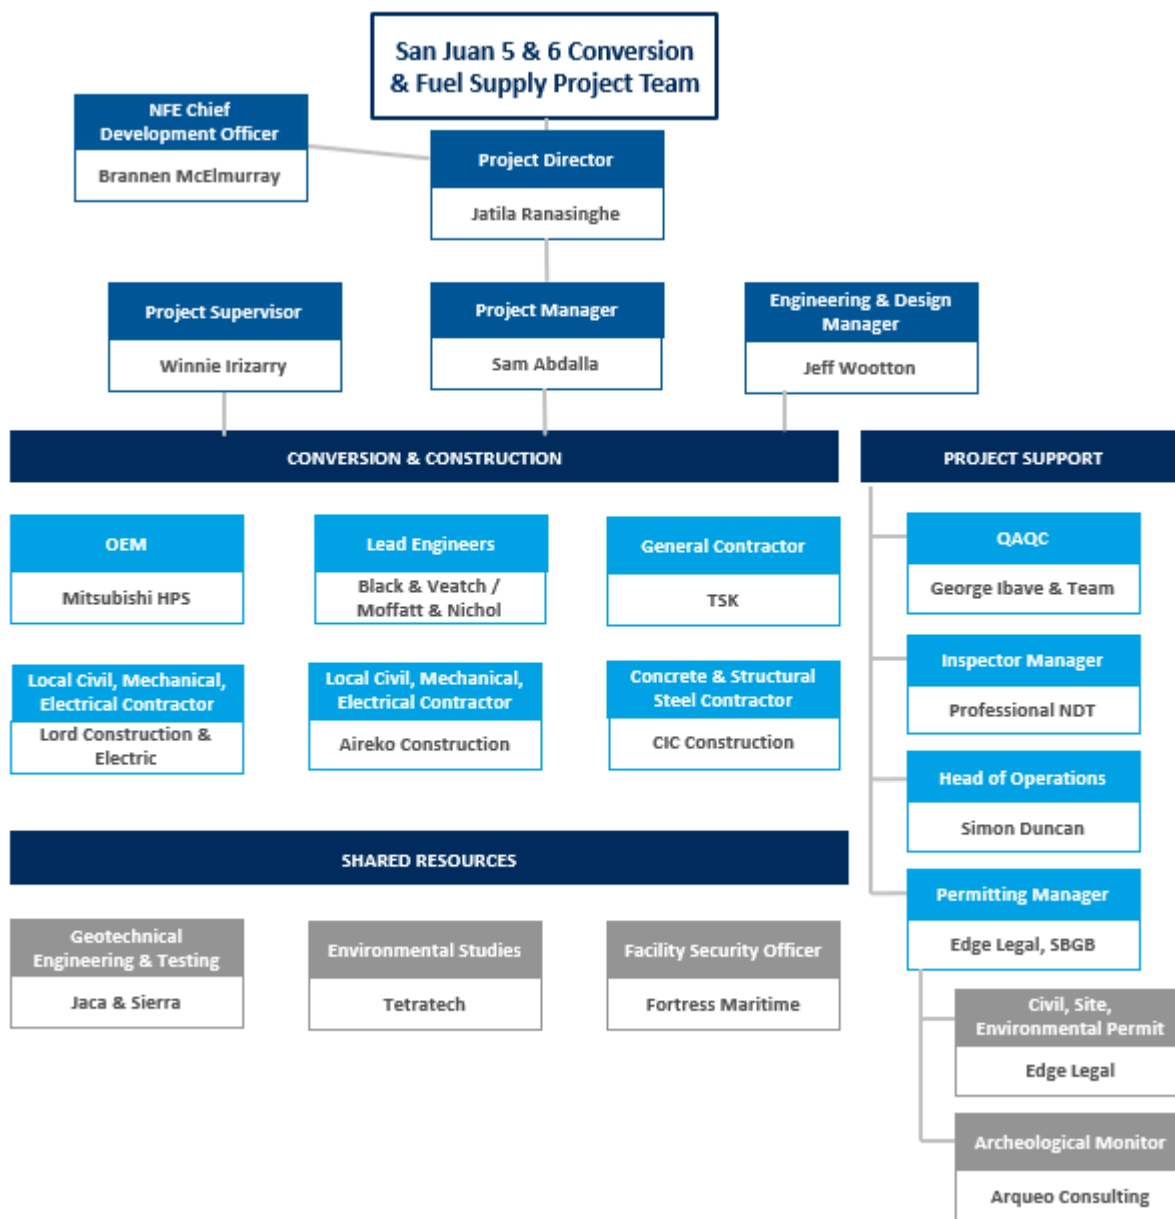 San Juan 5 & 6 Conversion
& Fuel Supply Project Team
NFE Chief
Development Officer
Brannen McElmurray
Project Director
Jatila Ranasinghe
Project Supervisor
Winnie Irizarry
Project Manager
Sam Abdalla
Engineering & Design
Manager
Jeff Wootton
CONVERSION & CONSTRUCTION
OEM
Mitsubishi HPS
Lead Engineers
Black & Veatch /
Moffatt & Nichol
General Contractor
TSK
Local Civil, Mechanical,
Electrical Contractor
Lord Construction &
Electric
Local Civil, Mechanical,
Electrical Contractor
Aireko Construction
Concrete & Structural
Steel Contractor
CIC Construction
PROJECT SUPPORT
QAQC
George Ibave & Team
Inspector Manager
Professional NDT
Head of Operations
Simon Duncan
Permitting Manager
Edge Legal, SBGB
Civil, Site,
Environmental Permit
Edge Legal
Archeological Monitor
Arqueo Consulting
SHARED RESOURCES
Geotechnical
Engineering & Testing
Jaca & Sierra
Environmental Studies
Tetratech
Facility Security Officer
Fortress Maritime